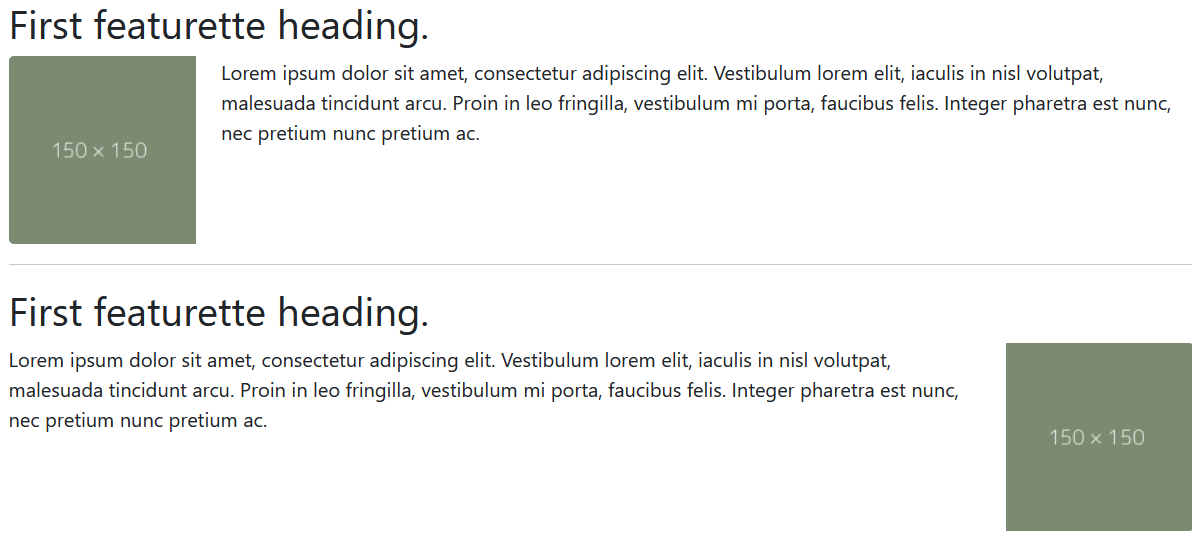 First featurette heading.
Lorem ipsum dolor sit amet, consectetur adipiscing elit. Vestibulum lorem elit, iaculis in nisl volutpat,
malesuada tincidunt arcu. Proin in leo fringilla, vestibulum mi porta, faucibus felis. Integer pharetra est nunc,
nec pretium nunc pretium ac.
150 × 150
First featurette heading.
Lorem ipsum dolor sit amet, consectetur adipiscing elit. Vestibulum lorem elit, iaculis in nisl volutpat,
malesuada tincidunt arcu. Proin in leo fringilla, vestibulum mi porta, faucibus felis. Integer pharetra est nunc,
nec pretium nunc pretium ac.
150 × 150